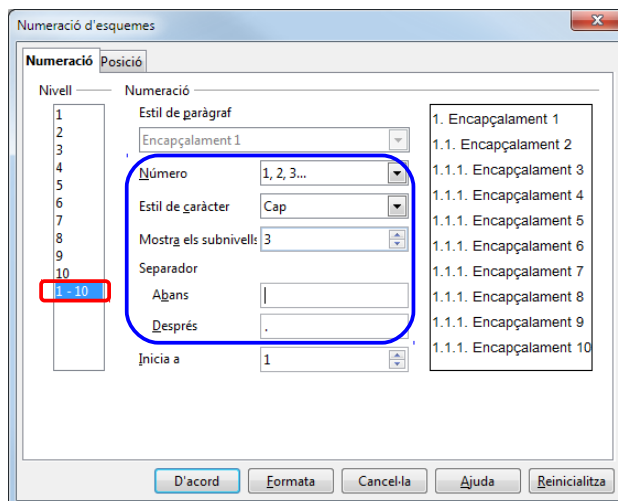 Numeració d'esquemes
Numeració Posició
Nivell
1
2
3
4
5
6
7
8
9
10
1 - 10
Numeració
Estil de paràgraf
Encapçalament 1
Número 1, 2, 3...
Estil de caràcter Cap
Mostra els subnivells 3
Separador
Abans
Després .
Inicia a 1
1. Encapçalament 1
1.1. Encapçalament 2
1.1.1. Encapçalament 3
1.1.1. Encapçalament 4
1.1.1. Encapçalament 5
1.1.1. Encapçalament 6
1.1.1. Encapçalament 7
1.1.1. Encapçalament 8
1.1.1. Encapçalament 9
1.1.1. Encapçalament 10
D'acord Formata Cancel·la Ajuda Reinicialitza